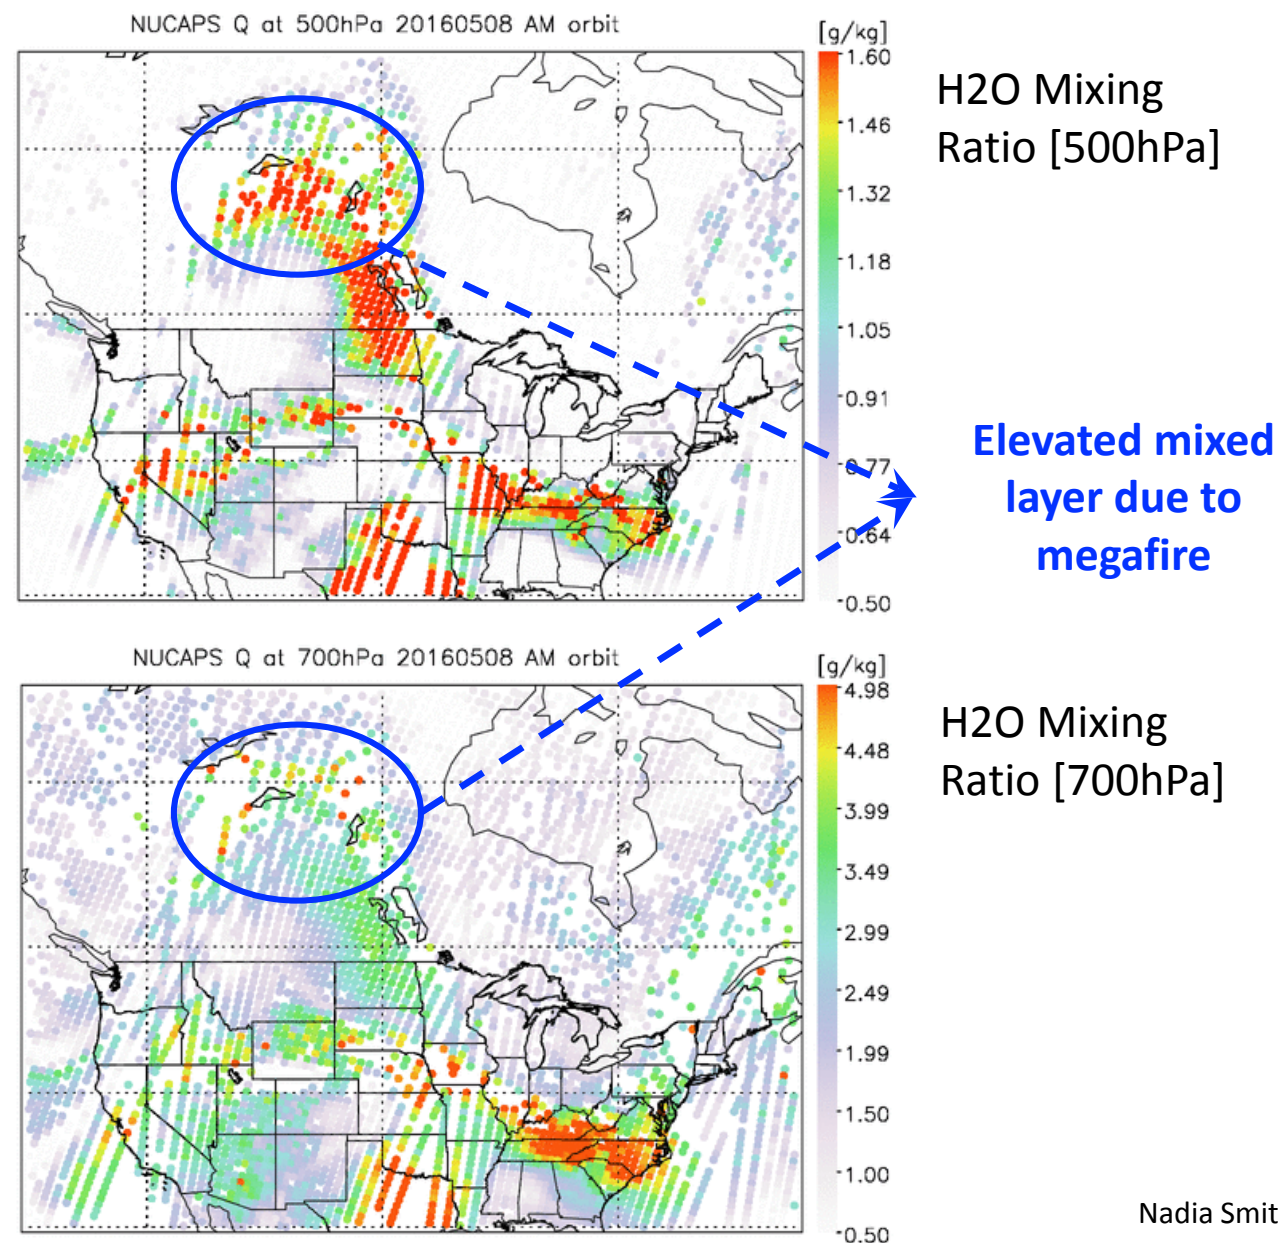 NUCAPS Q at 500hPa 20160508 AM orbit
[g/kg]
1.60
1.46
1.32
1.18
1.05
0.91
0.77
0.64
0.50
H2O Mixing
Ratio [500hPa]
Elevated mixed
layer due to
megafire
NUCAPS Q at 700hPa 20160508 AM orbit
[g/kg]
4.98
4.48
3.99
3.49
2.99
2.49
1.99
1.50
1.00
0.50
H2O Mixing
Ratio [700hPa]
Nadia Smit